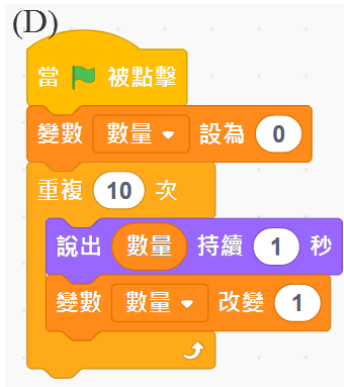 (D)
當 被點擊
變數 數量 設為 0
重複 10 次
說出 數量 持續 1 秒
變數 數量 改變 1